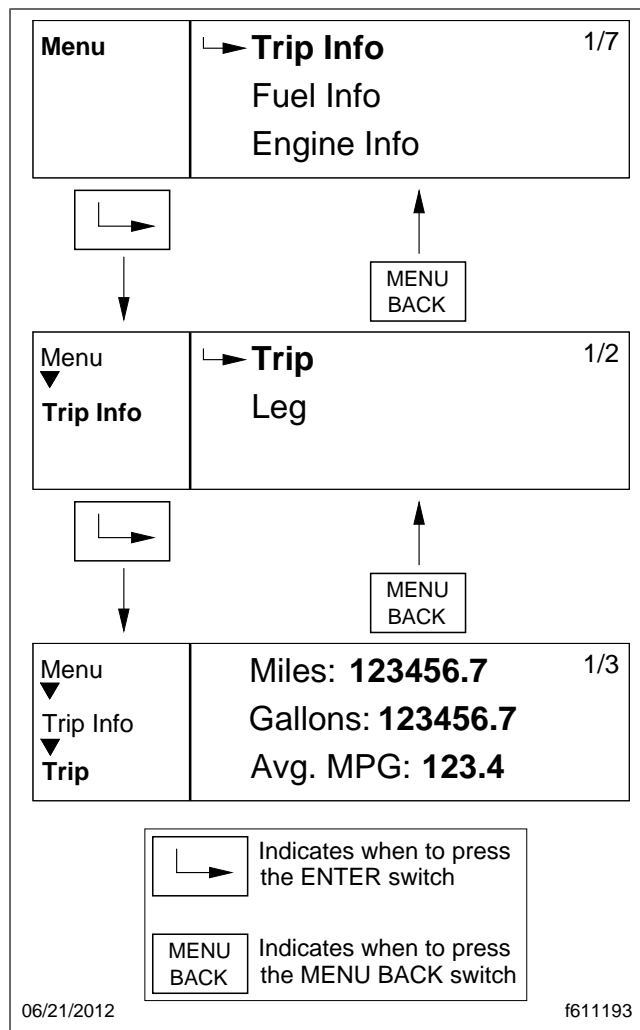 Menu
Trip Info 1/7
Fuel Info
Engine Info
MENU
BACK
Menu
Trip Info
Trip 1/2
Leg
MENU
BACK
Menu
Trip Info
Trip
Miles: 123456.7 1/3
Gallons: 123456.7
Avg. MPG: 123.4
Indicates when to press
the ENTER switch
MENU
BACK
Indicates when to press
the MENU BACK switch
06/21/2012 f611193